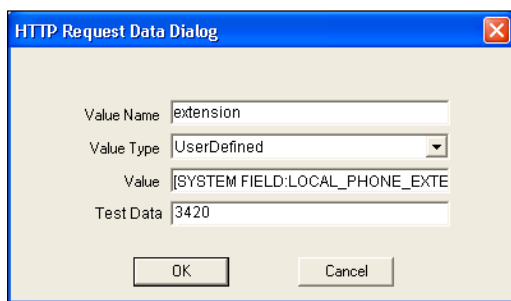 HTTP Request Data Dialog
Value Name extension
Value Type UserDefined
Value [SYSTEM FIELD:LOCAL_PHONE_EXTE
Test Data 3420
OK Cancel